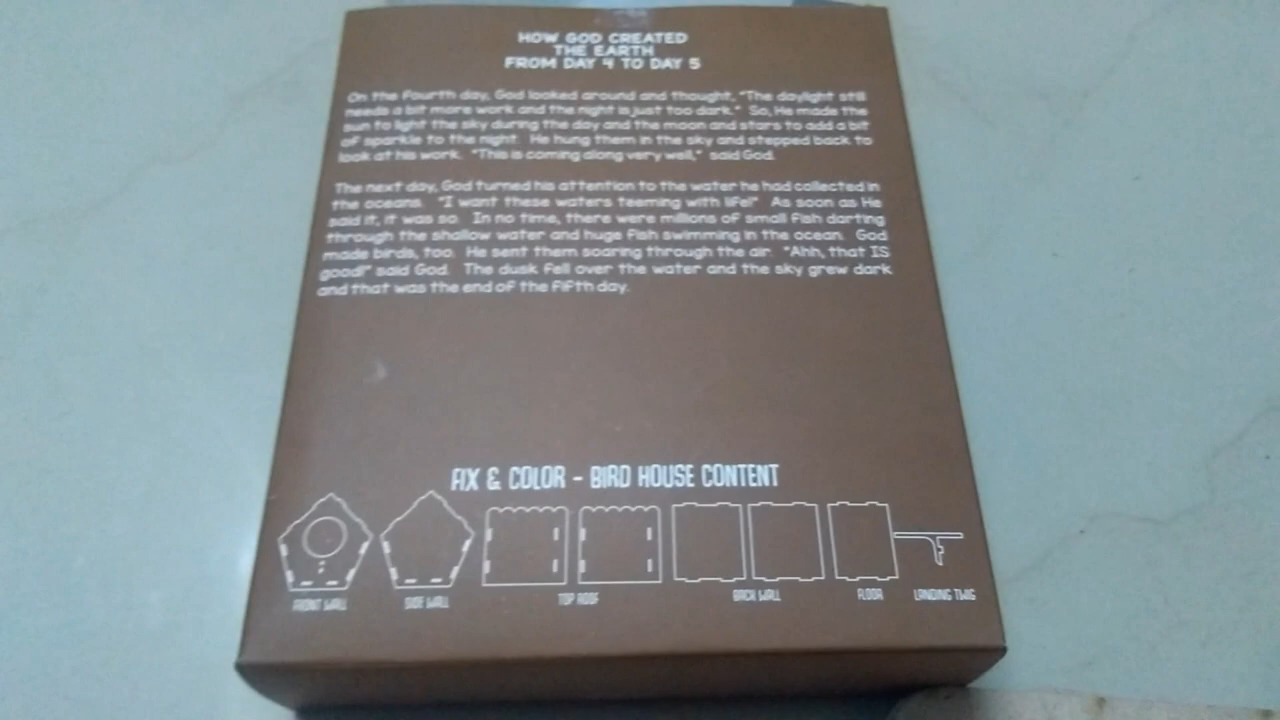 HOW GOD CREATED
THE EARTH
FROM DAY 4 TO DAY 5
On the fourth day, God looked around and thought, "The daylight still
needs a bit more work and the night is just too dark." So, He made the
sun to light the sky during the day and the moon and stars to add a bit
of sparkle to the night. He hung them in the sky and stepped back to
look at his work. "This is coming along very well," said God.
The next day, God turned his attention to the water he had collected in
the oceans. "I want these waters teeming with life!" As soon as He
said it, it was so. In no time, there were millions of small fish darting
through the shallow water and huge fish swimming in the ocean. God
made birds, too. He sent them soaring through the air. "Ahh, that IS
good!" said God. The dusk fell over the water and the sky grew dark
and that was the end of the fifth day.
FIX & COLOR - BIRD HOUSE CONTENT
FRONT WALL SIDE WALL TOP ROOF BACK WALL FLOOR LANDING TWIG